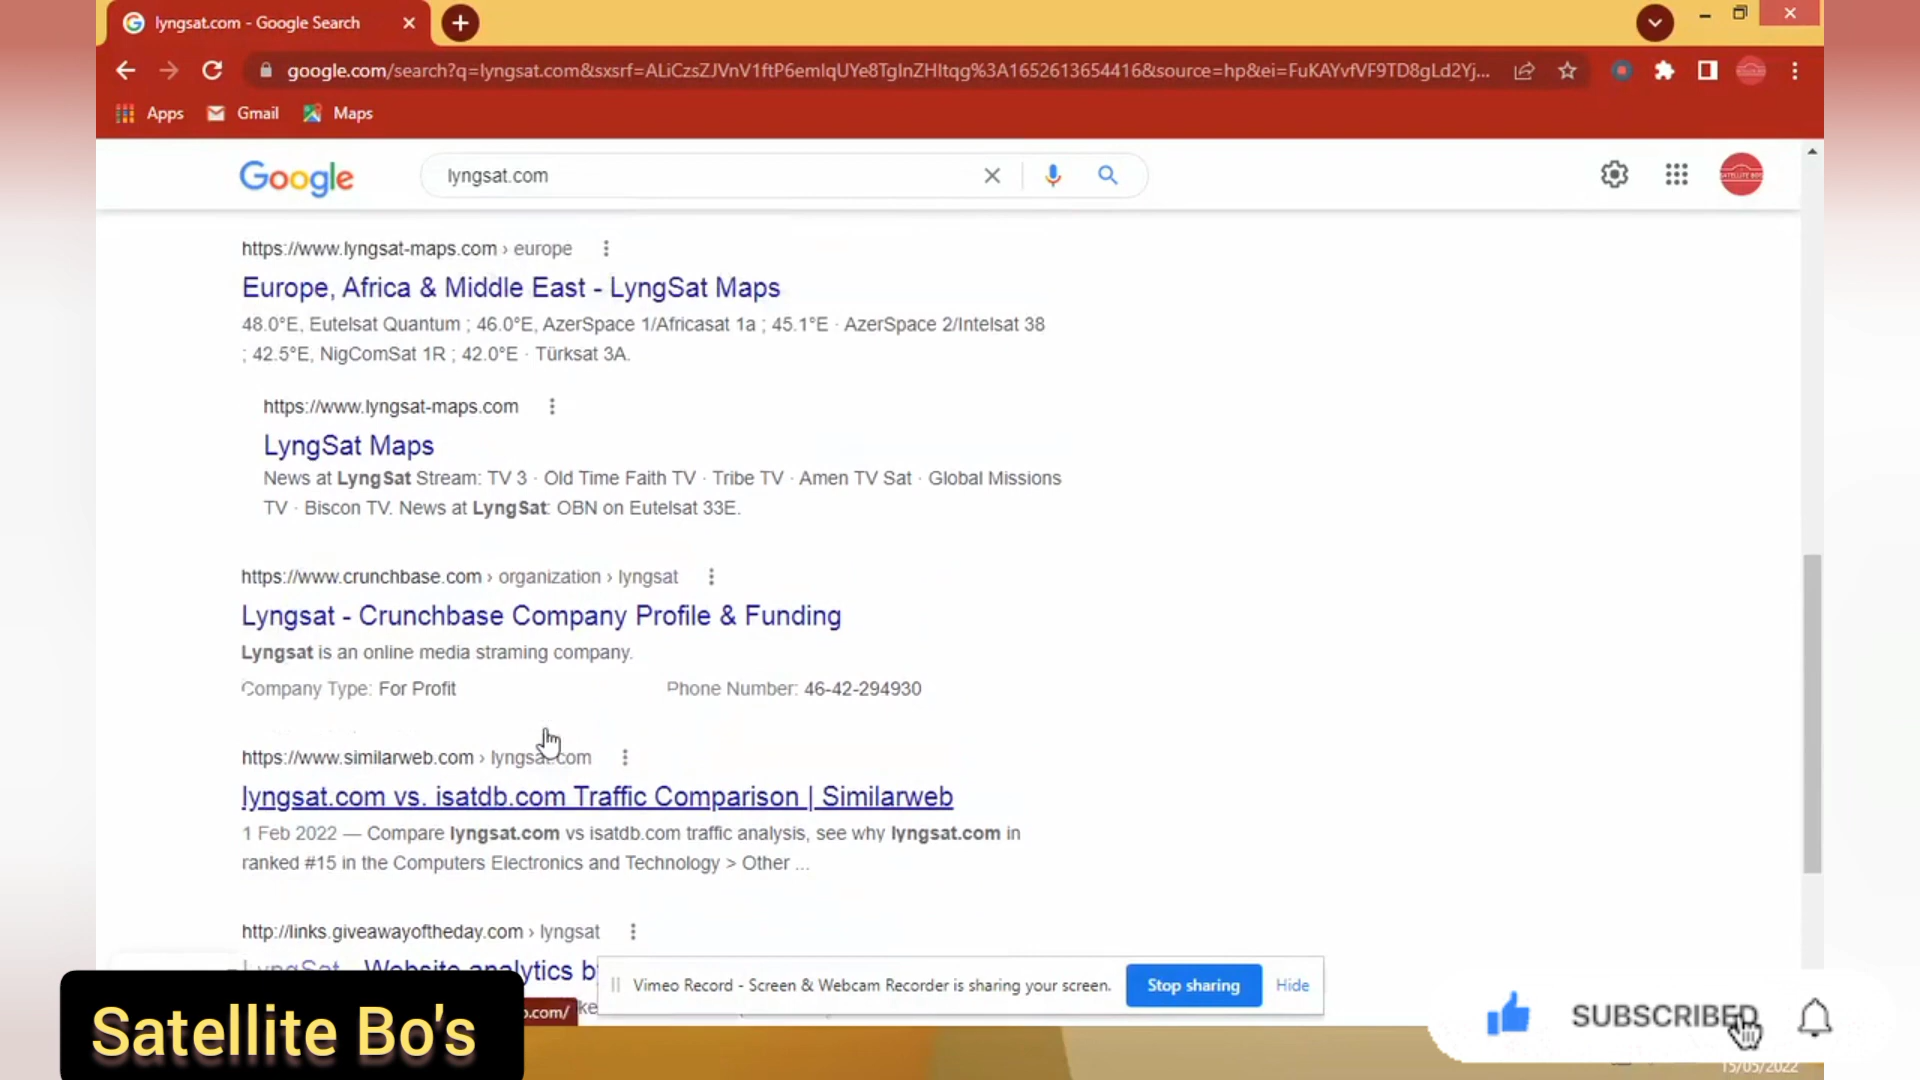 lyngsat.com - Google Search
google.com/search?q=lyngsat.com&sxsrf=ALiCzsZJVnV1ftP6emIqUYe8TgInZHItqg%3A1652613654416&source=hp&ei=FuKAYvfVF9TD8gLd2Yj...
Apps Gmail Maps
Google lyngsat.com
https://www.lyngsat-maps.com › europe
Europe, Africa & Middle East - LyngSat Maps
48.0°E, Eutelsat Quantum ; 46.0°E, AzerSpace 1/Africasat 1a ; 45.1°E · AzerSpace 2/Intelsat 38
; 42.5°E, NigComSat 1R ; 42.0°E · Türksat 3A.
https://www.lyngsat-maps.com
LyngSat Maps
News at LyngSat Stream: TV 3 · Old Time Faith TV · Tribe TV · Amen TV Sat · Global Missions
TV · Biscon TV. News at LyngSat: OBN on Eutelsat 33E.
https://www.crunchbase.com › organization › lyngsat
Lyngsat - Crunchbase Company Profile & Funding
Lyngsat is an online media straming company.
Company Type: For Profit Phone Number: 46-42-294930
https://www.similarweb.com › lyngsat.com
lyngsat.com vs. isatdb.com Traffic Comparison | Similarweb
1 Feb 2022 — Compare lyngsat.com vs isatdb.com traffic analysis, see why lyngsat.com in
ranked #15 in the Computers Electronics and Technology > Other ...
http://links.giveawayoftheday.com › lyngsat
LyngSat - Website analytics b
Vimeo Record - Screen & Webcam Recorder is sharing your screen. Stop sharing Hide
Satellite Bo's
SUBSCRIBED
15/05/2022